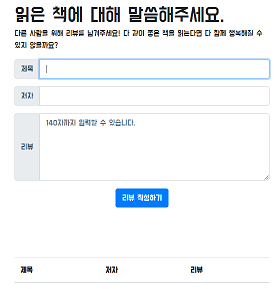 읽은 책에 대해 말씀해주세요.
다른 사람을 위해 리뷰를 남겨주세요! 다 같이 좋은 책을 읽는다면 다 함께 행복해질 수
있지 않을까요?
제목
저자
리뷰
140자까지 입력할 수 있습니다.
리뷰 작성하기
제목 저자 리뷰